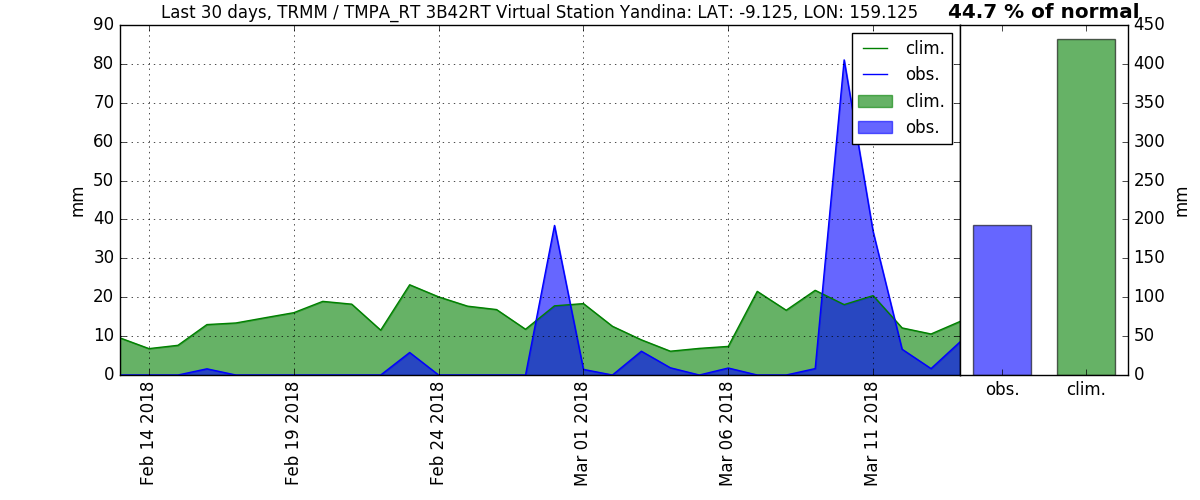 Last 30 days, TRMM / TMPA_RT 3B42RT Virtual Station Yandina: LAT: -9.125, LON: 159.125
44.7 % of normal
90
80
70
60
50
40
30
20
10
0
mm
clim.
obs.
clim.
obs.
Feb 14 2018
Feb 19 2018
Feb 24 2018
Mar 01 2018
Mar 06 2018
Mar 11 2018
450
400
350
300
250
200
150
100
50
0
mm
obs.
clim.